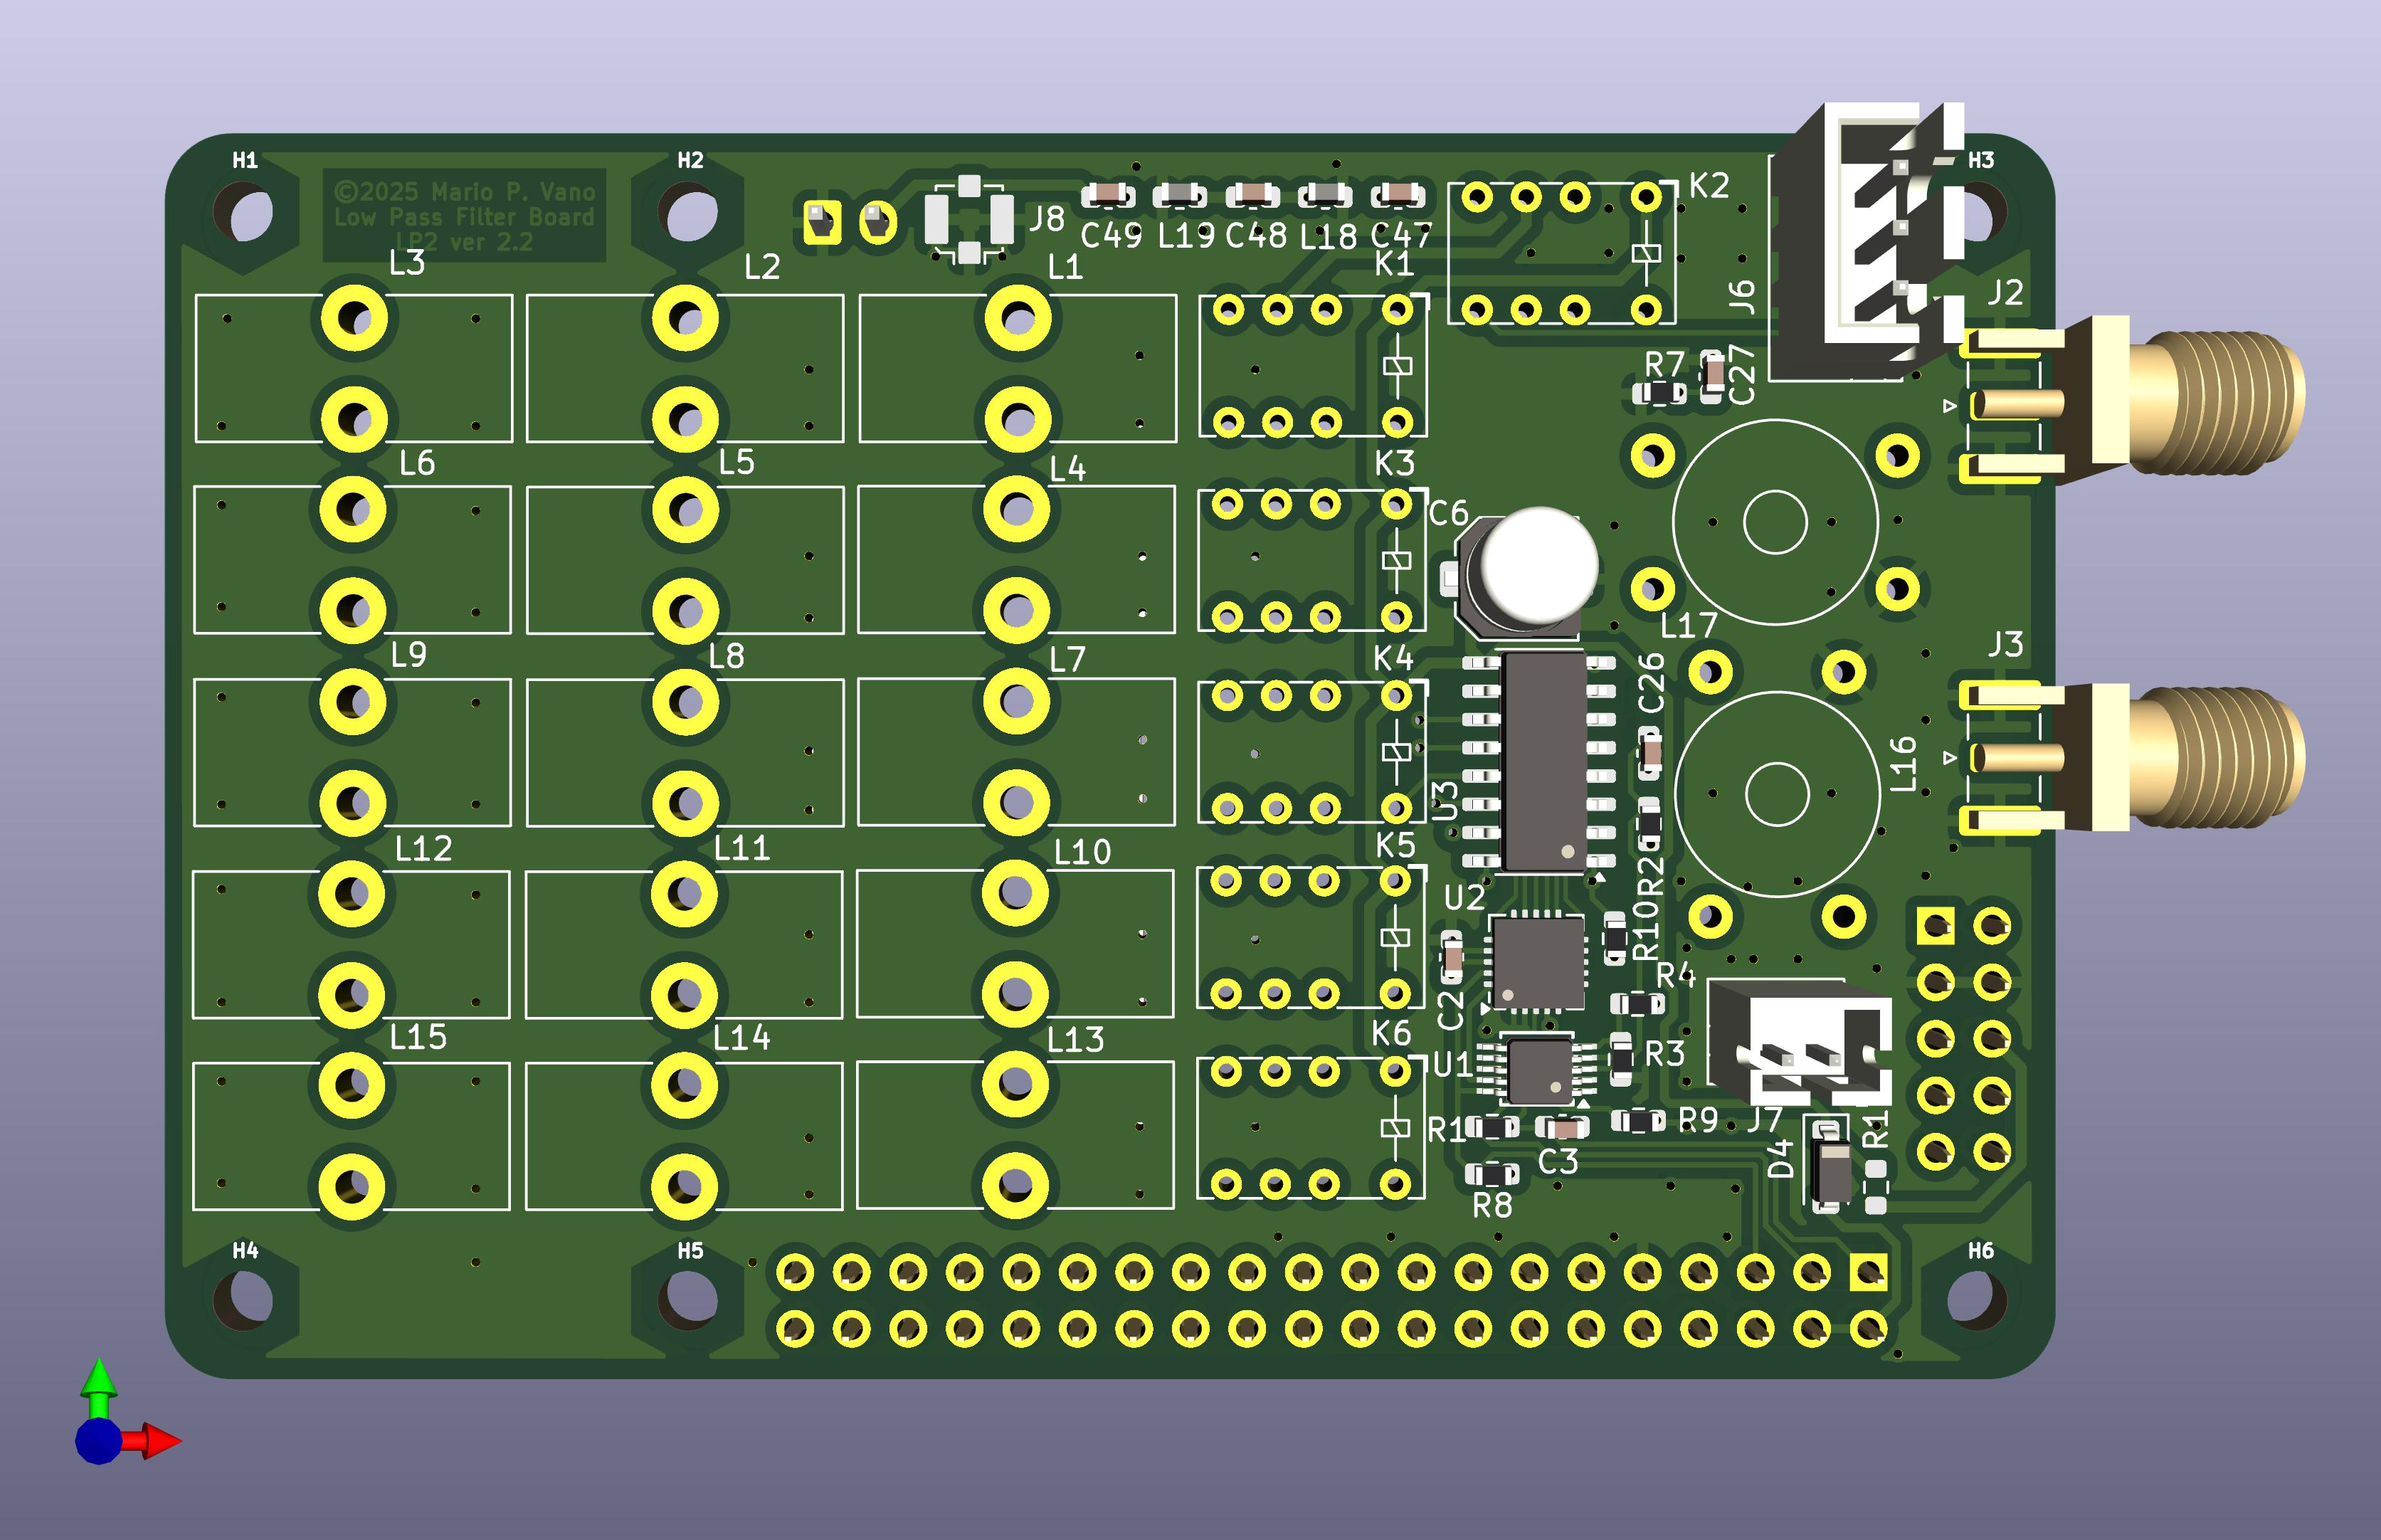 H1
H2
H3
©2025 Mario P. Vano
Low Pass Filter Board
LP2 ver 2.2
J8
C49
L19
C48
L18
C47
K2
K1
J6
J2
L3
L2
L1
R7
C27
L6
L5
L4
K3
C6
L17
J3
L9
L8
L7
K4
C26
U3
L16
L12
L11
L10
K5
R2
U2
R10
C2
R4
L15
L14
L13
K6
U1
R3
R1
C3
R9
J7
R1
D4
R8
H4
H5
H6